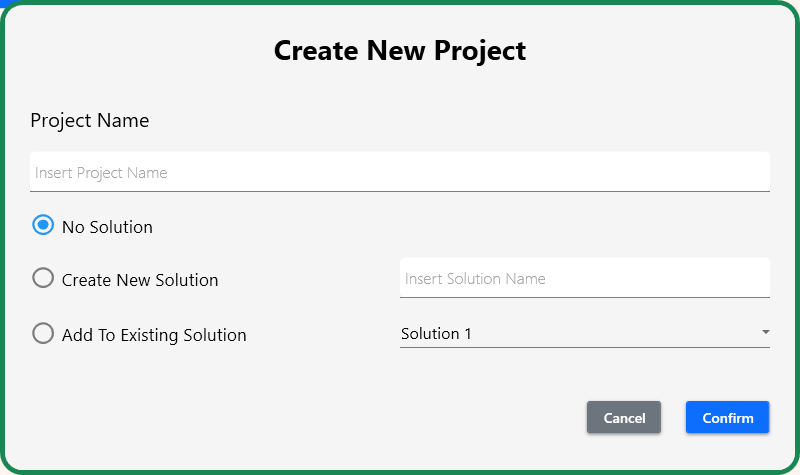 Create New Project
Project Name
Insert Project Name
No Solution
Create New Solution
Insert Solution Name
Add To Existing Solution
Solution 1
Cancel
Confirm